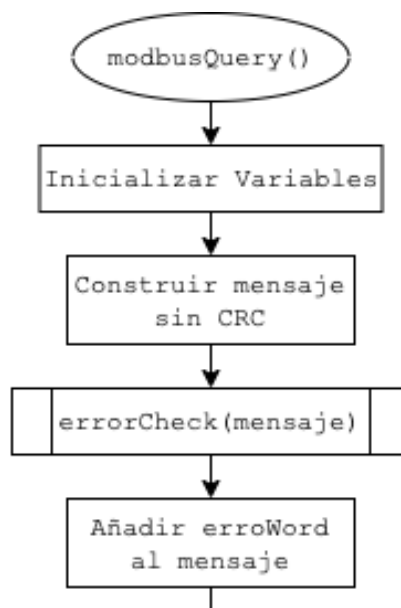 modbusQuery()
Inicializar Variables
Construir mensaje
sin CRC
errorCheck(mensaje)
Añadir erroWord
al mensaje